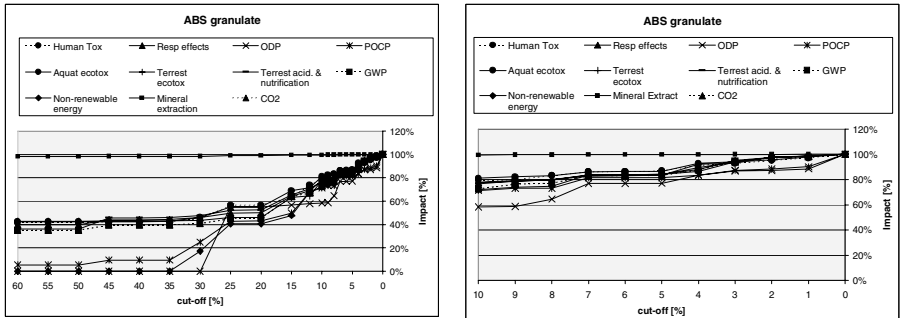 ABS granulate
Human Tox Resp effects ODP POCP
Aquat ecotox Terrest ecotox Terrest acid. & nutrification GWP
Non-renewable energy Mineral extraction CO2
120%
100%
80%
60%
40%
20%
0%
Impact [%]
60 55 50 45 40 35 30 25 20 15 10 5 0
cut-off [%]
ABS granulate
Human Tox Resp effects ODP POCP
Aquat ecotox Terrest ecotox Terrest acid. & nutrification GWP
Non-renewable energy Mineral Extract CO2
120%
100%
80%
60%
40%
20%
0%
Impact [%]
10 9 8 7 6 5 4 3 2 1 0
cut-off [%]